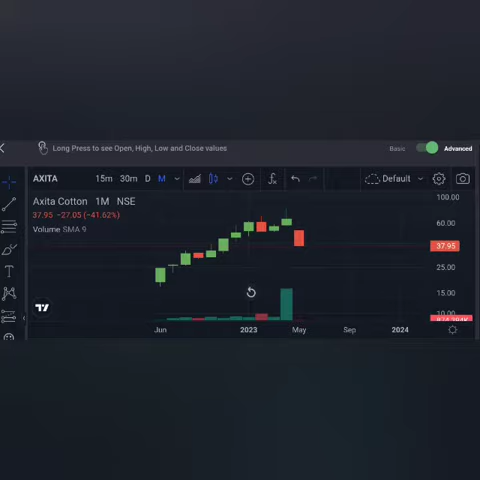 Long Press to see Open, High, Low and Close values
Basic Advanced
AXITA 15m 30m D M Default
Axita Cotton 1M NSE
37.95 −27.05 (−41.62%)
Volume SMA 9
100.00
60.00
37.95
25.00
15.00
10.00
Jun 2023 May Sep 2024